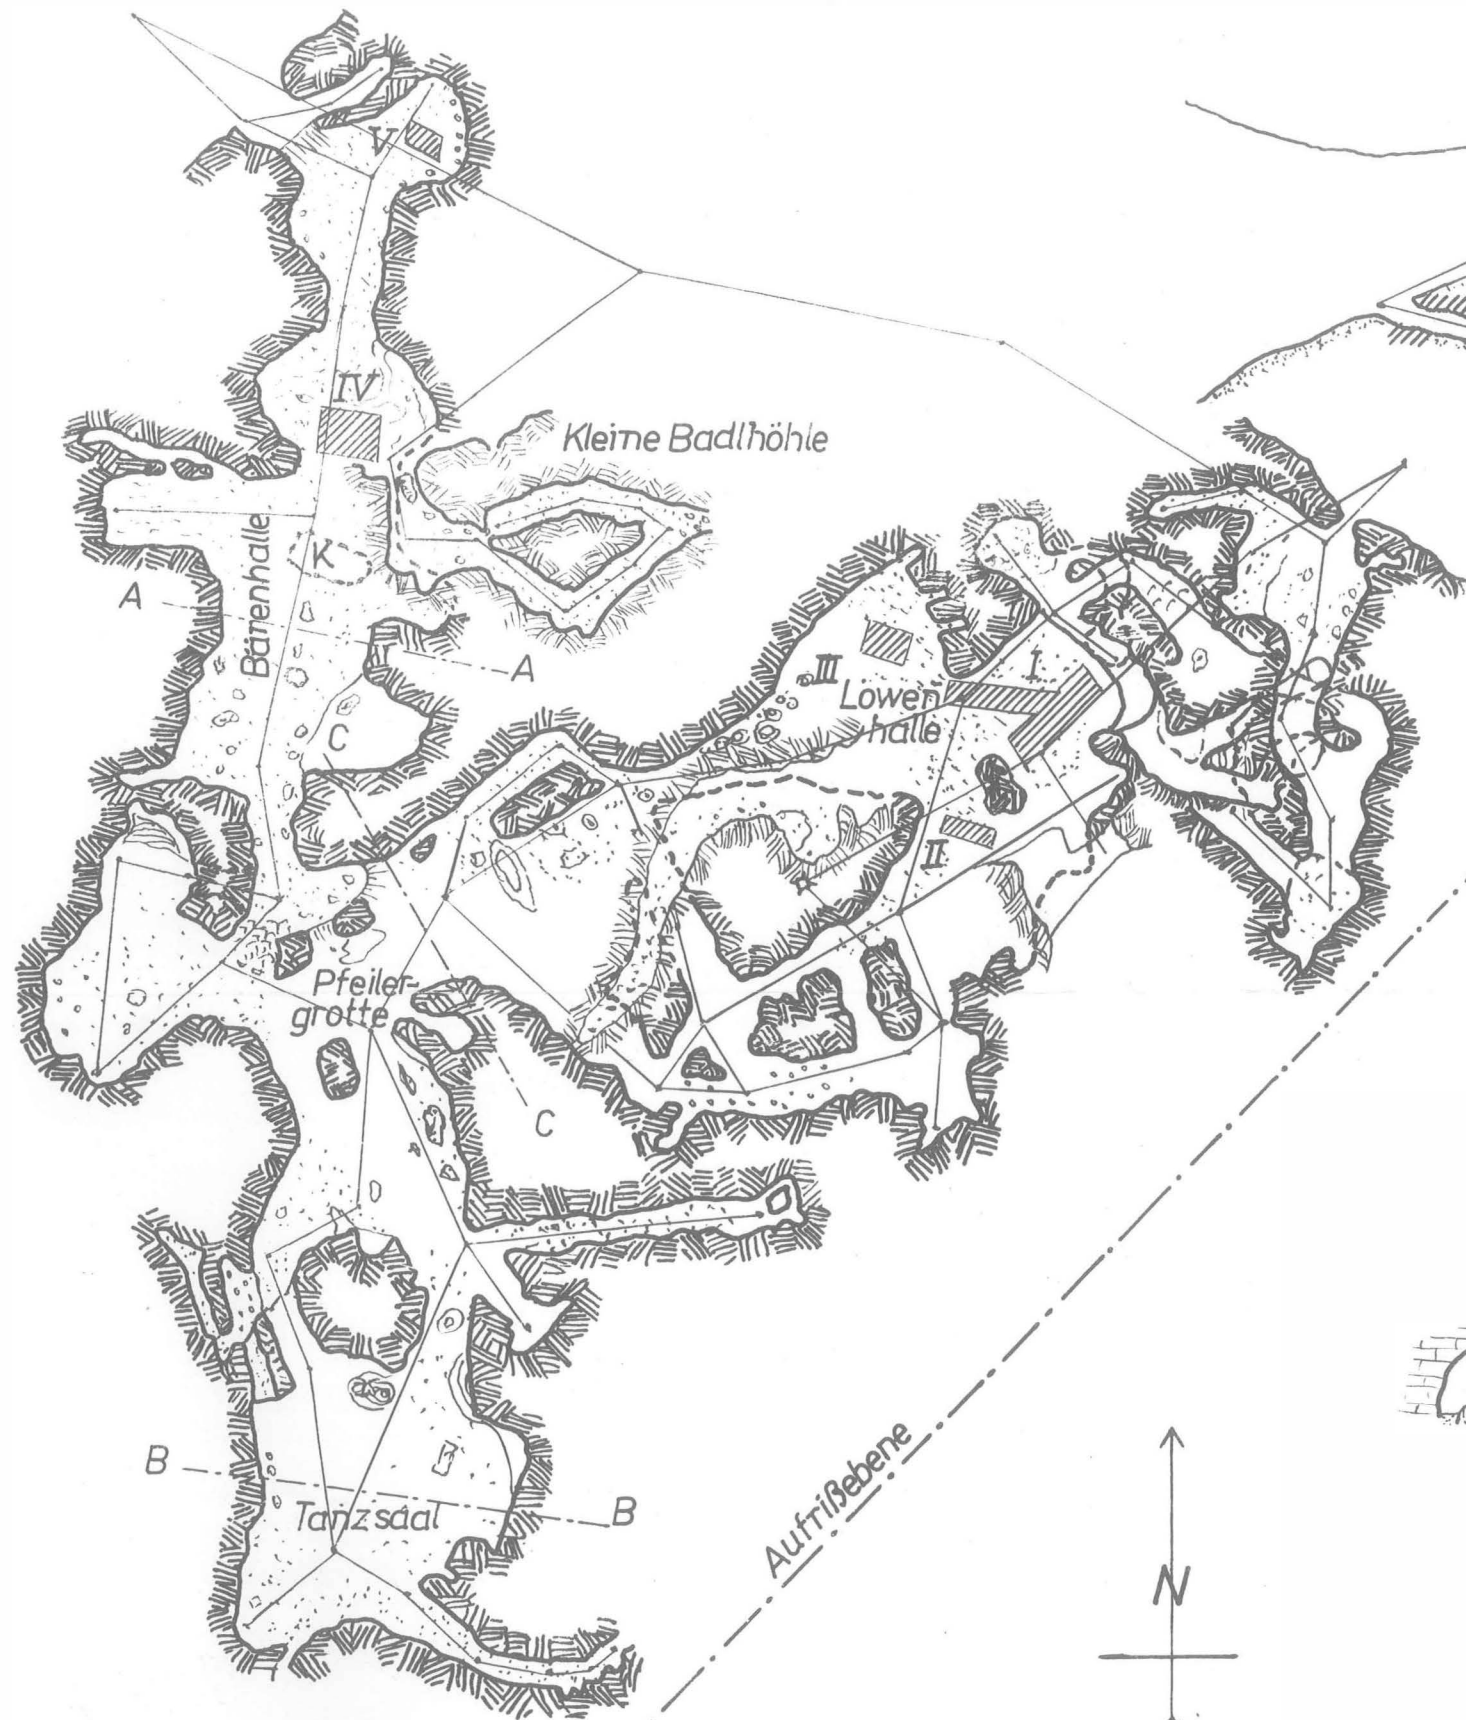 V
IV
Kleine Badlhöhle
Bärenhalle
K
A
A
III
I
Löwen
halle
C
II
Pfeiler-
grotte
C
B
B
Tanzsaal
Aufrißebene
N